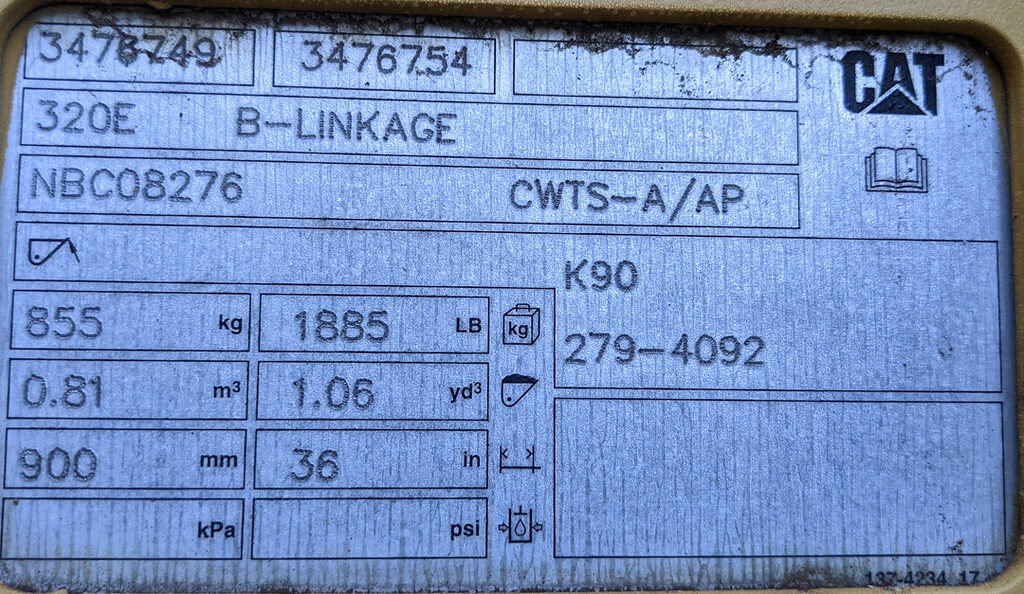 3476749 3476754
CAT
320E B-LINKAGE
NBC08276 CWTS-A/AP
K90
855 kg 1885 LB kg
279-4092
0.81 m³ 1.06 yd³
900 mm 36 in
kPa psi
137-4234 17